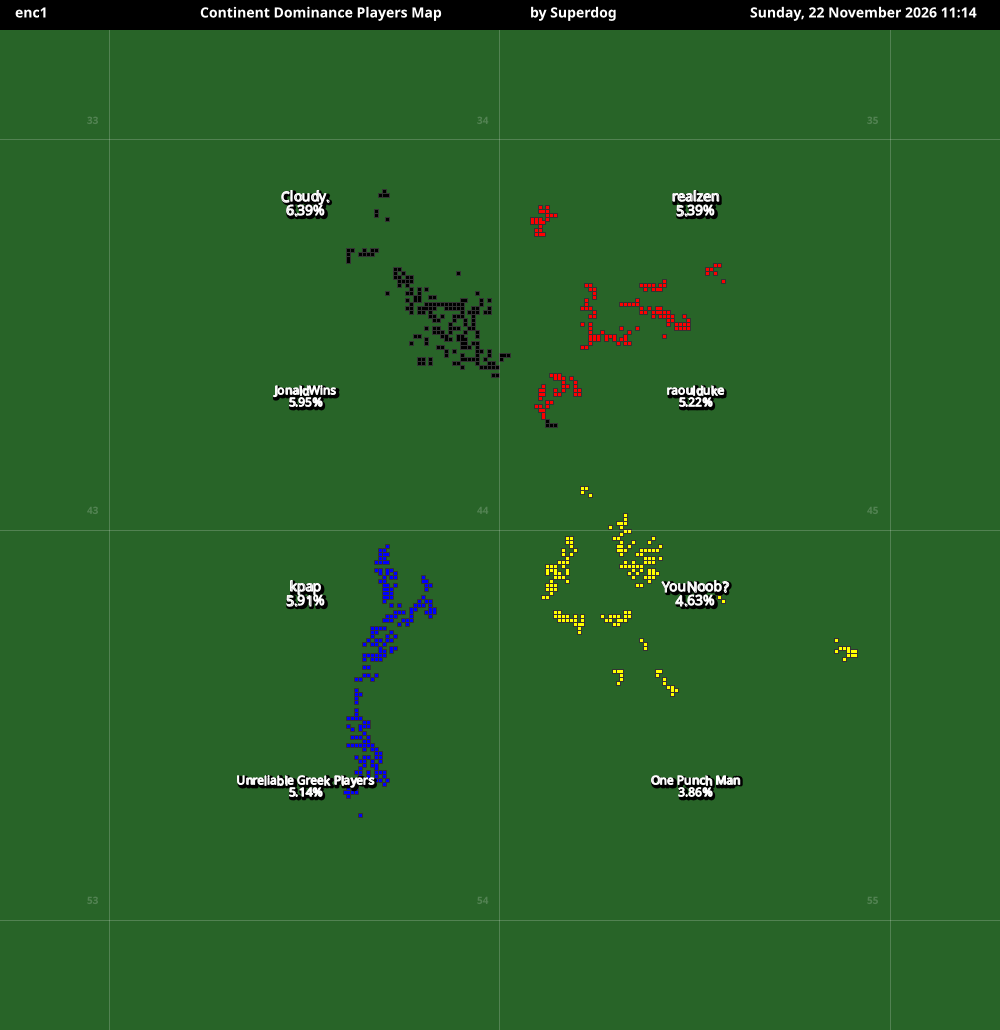 enc1 Continent Dominance Players Map by Superdog Sunday, 22 November 2026 11:14
33 34 35
Cloudy. realzen
6.39% 5.39%
JonaldWins raoulduke
5.95% 5.22%
43 44 45
kpap YouNoob?
5.91% 4.63%
Unreliable Greek Players One Punch Man
5.14% 3.86%
53 54 55